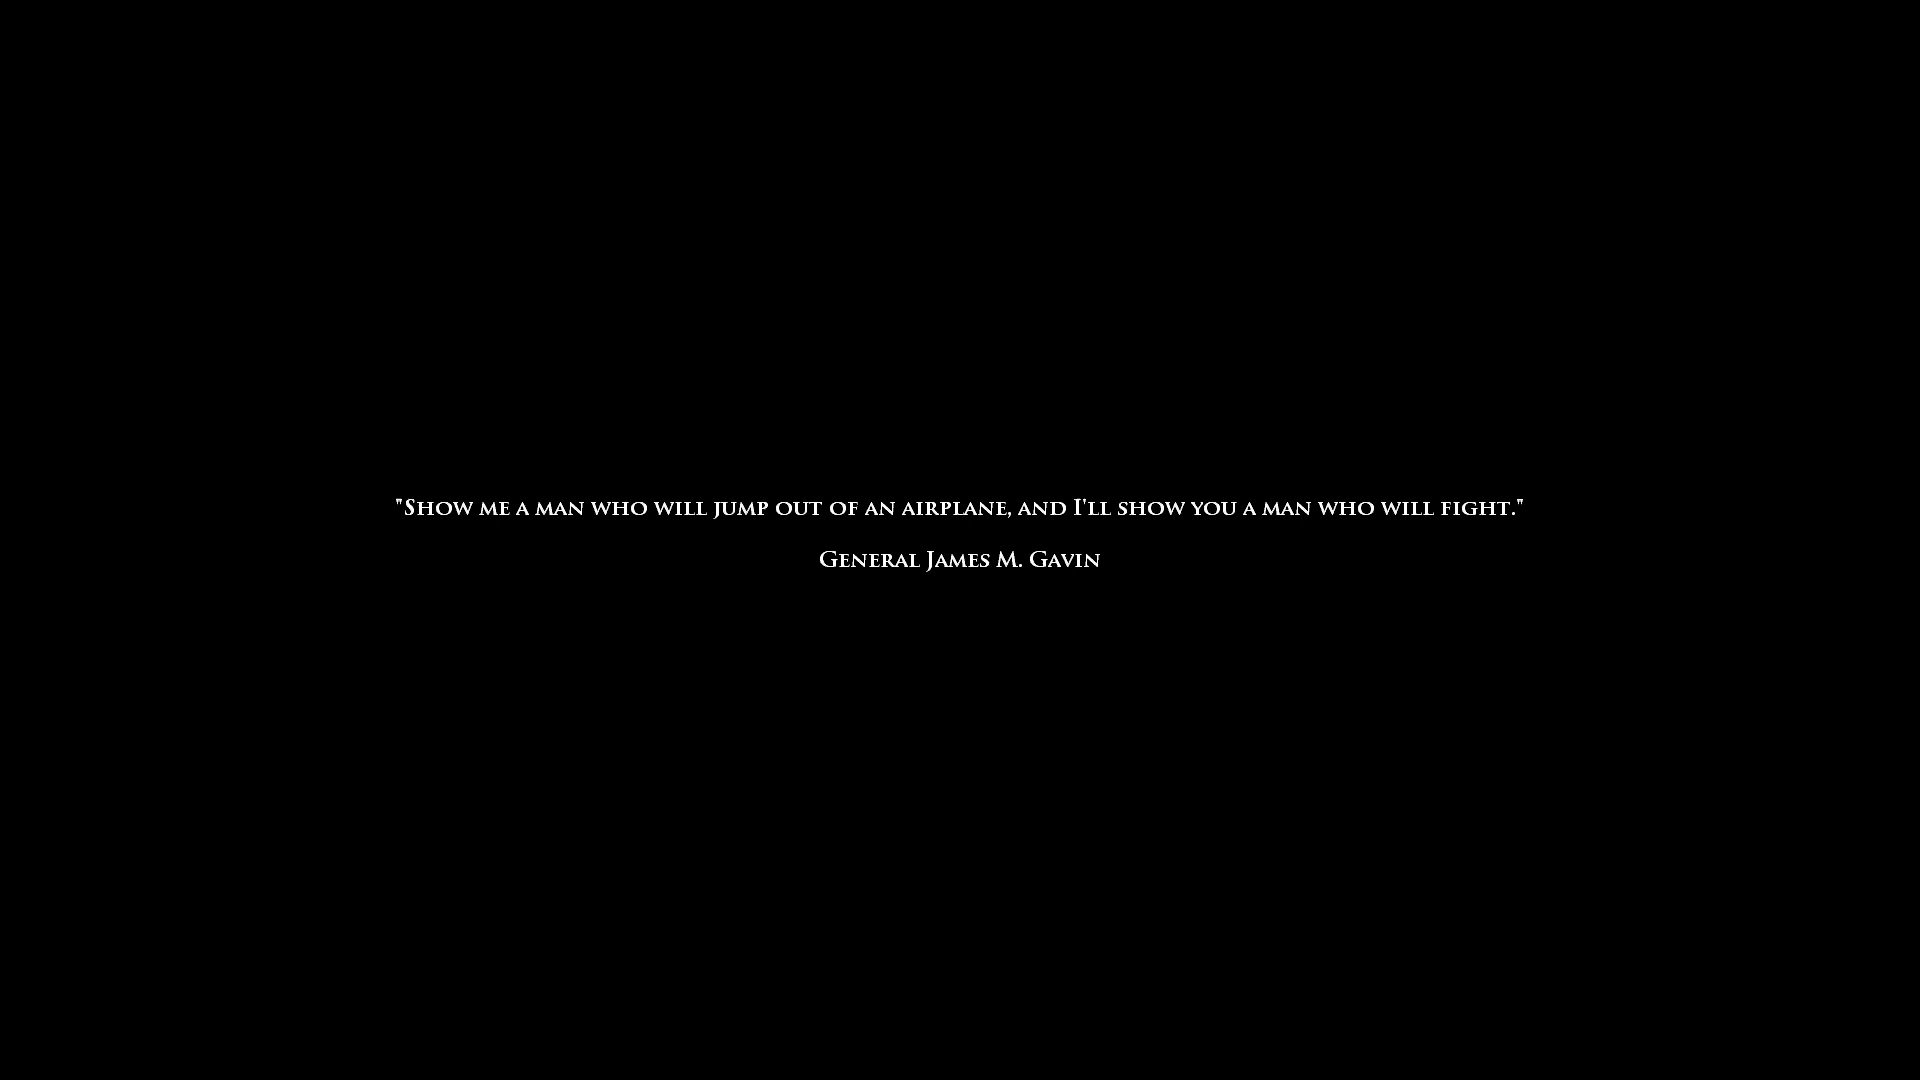 "Show me a man who will jump out of an airplane, and I'll show you a man who will fight."
General James M. Gavin